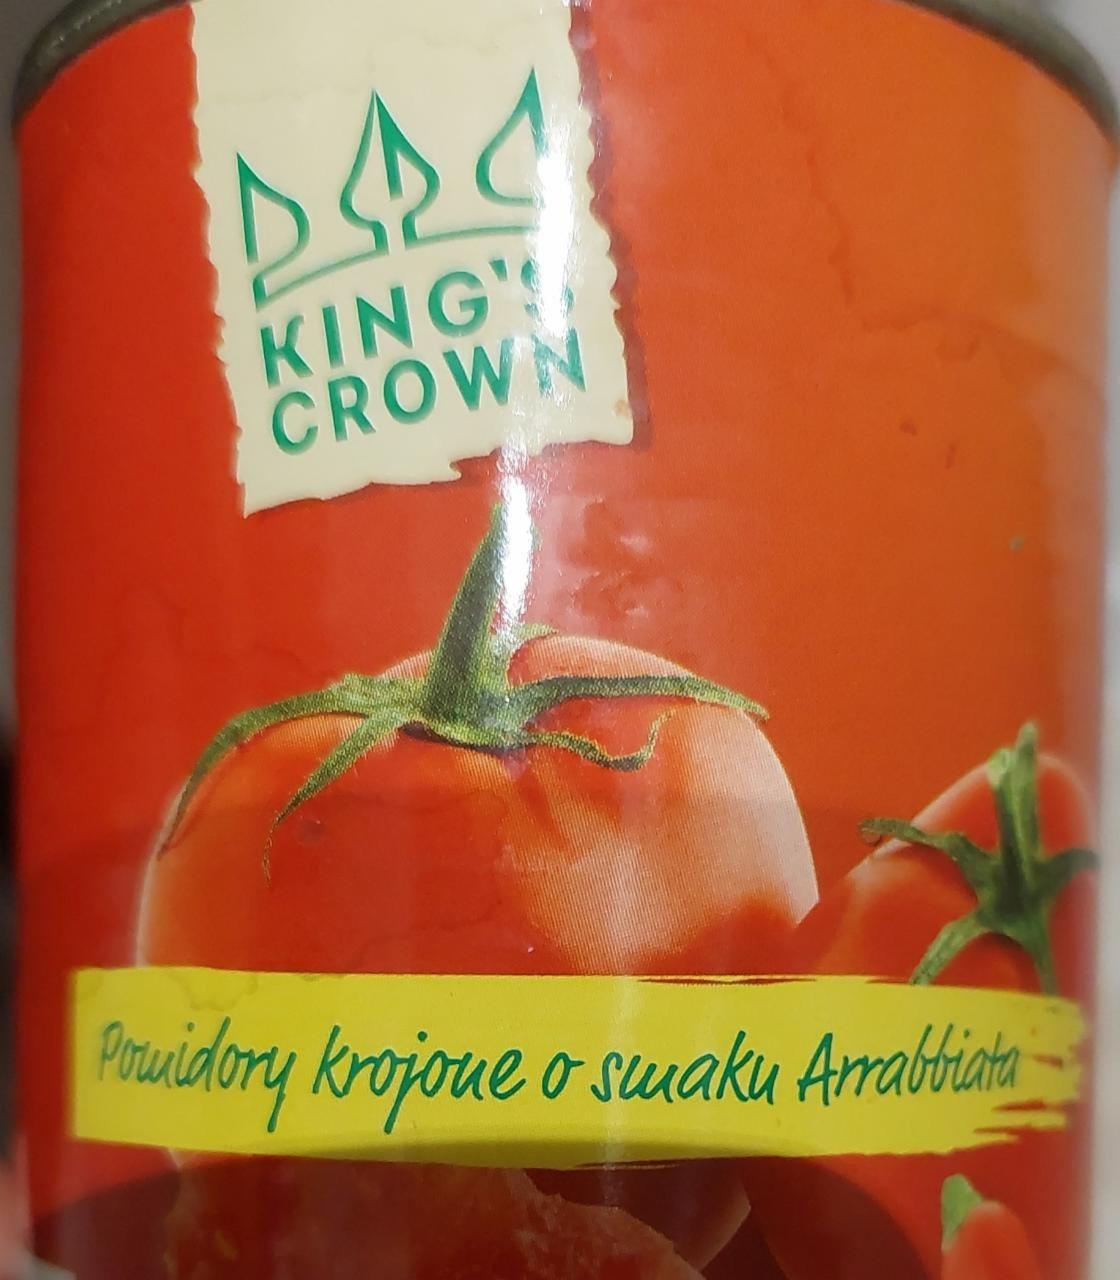 KING'S
CROWN
Pomidory krojone o smaku Arrabbiata